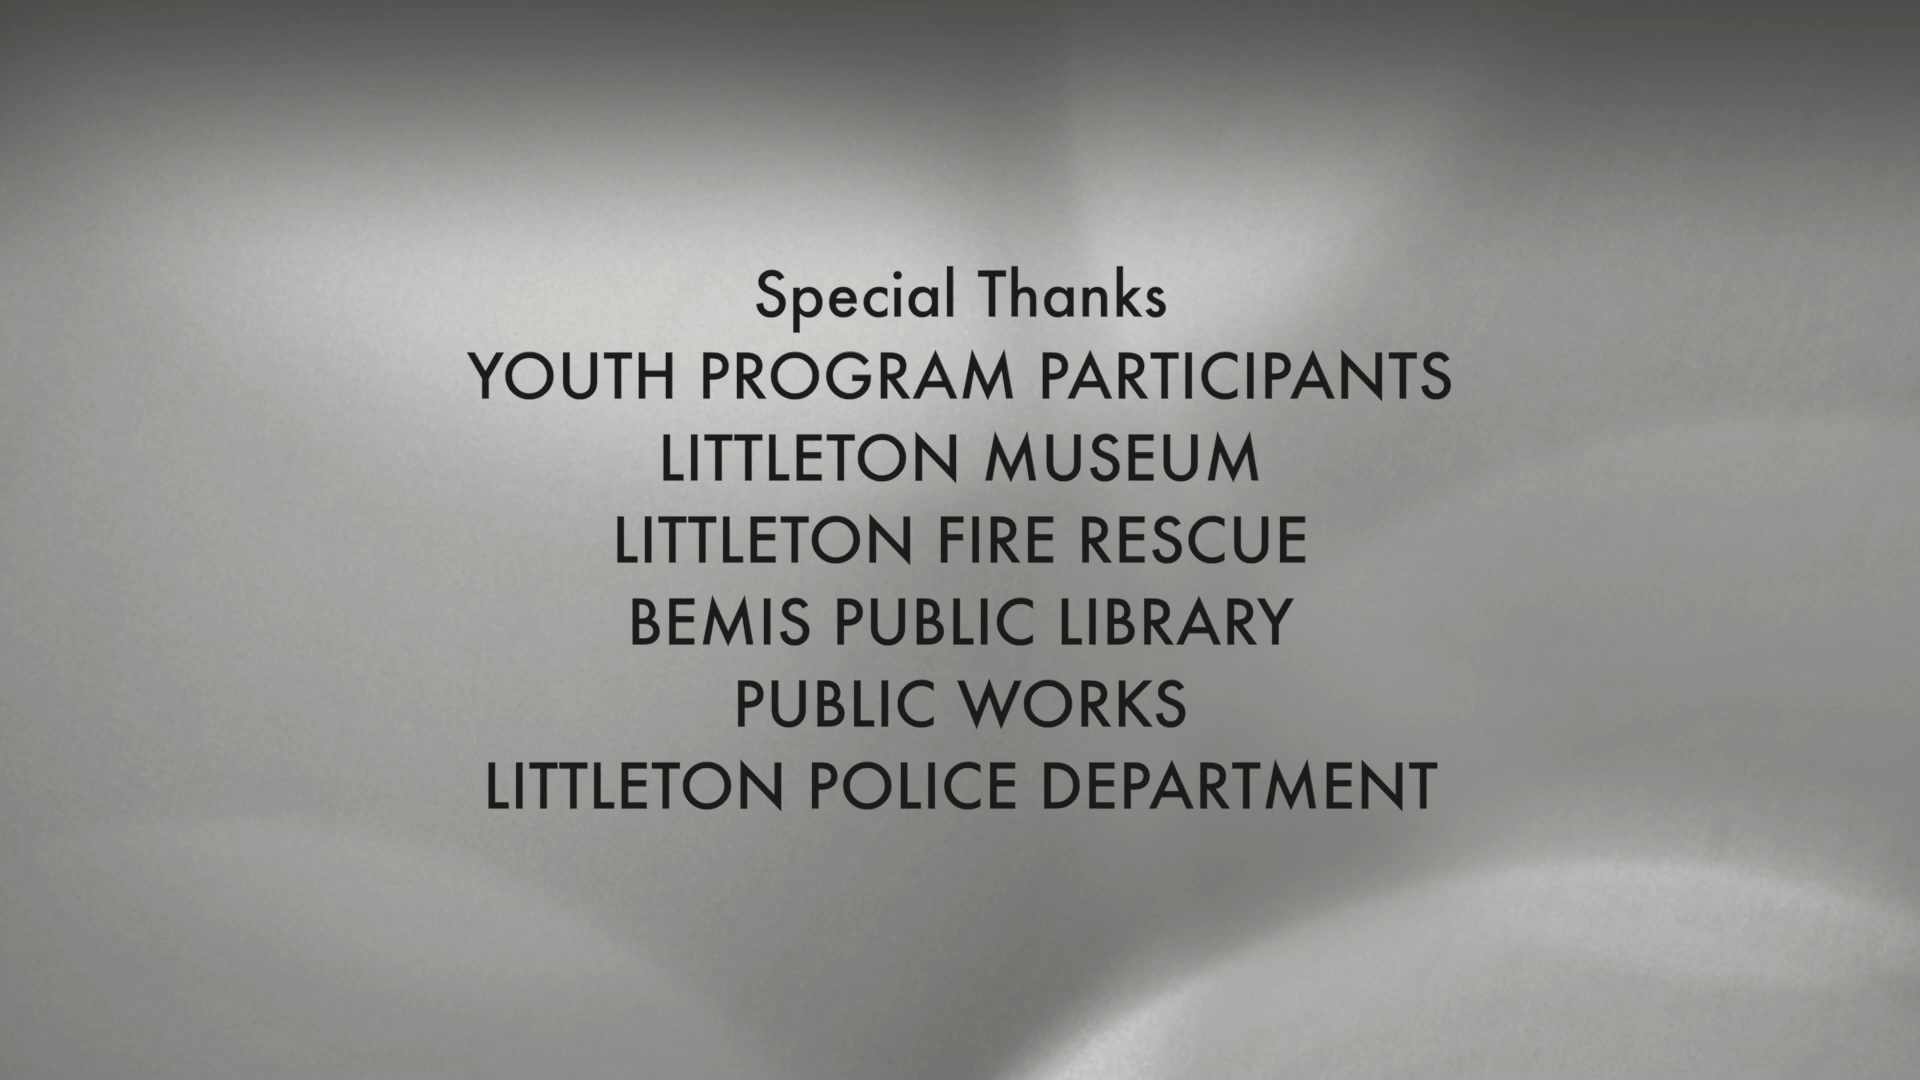 Special Thanks
YOUTH PROGRAM PARTICIPANTS
LITTLETON MUSEUM
LITTLETON FIRE RESCUE
BEMIS PUBLIC LIBRARY
PUBLIC WORKS
LITTLETON POLICE DEPARTMENT